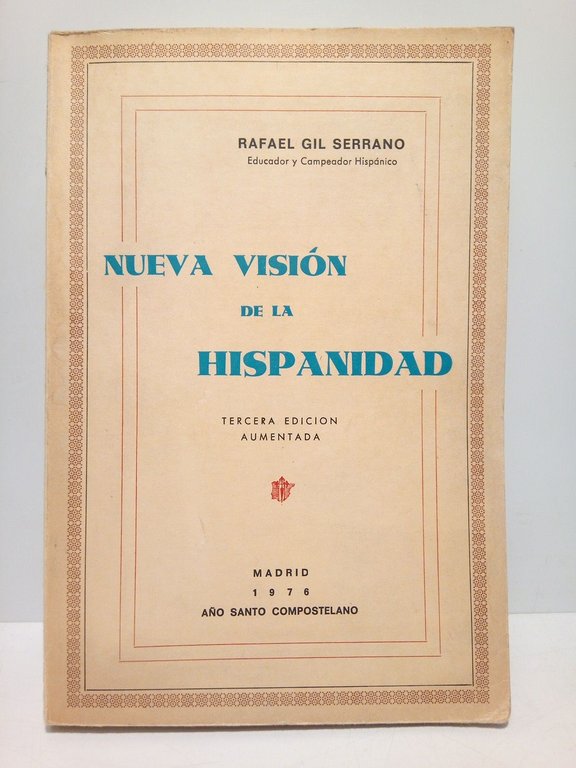 RAFAEL GIL SERRANO
Educador y Campeador Hispánico
NUEVA VISIÓN
DE LA
HISPANIDAD
TERCERA EDICION
AUMENTADA
MADRID
1976
AÑO SANTO COMPOSTELANO